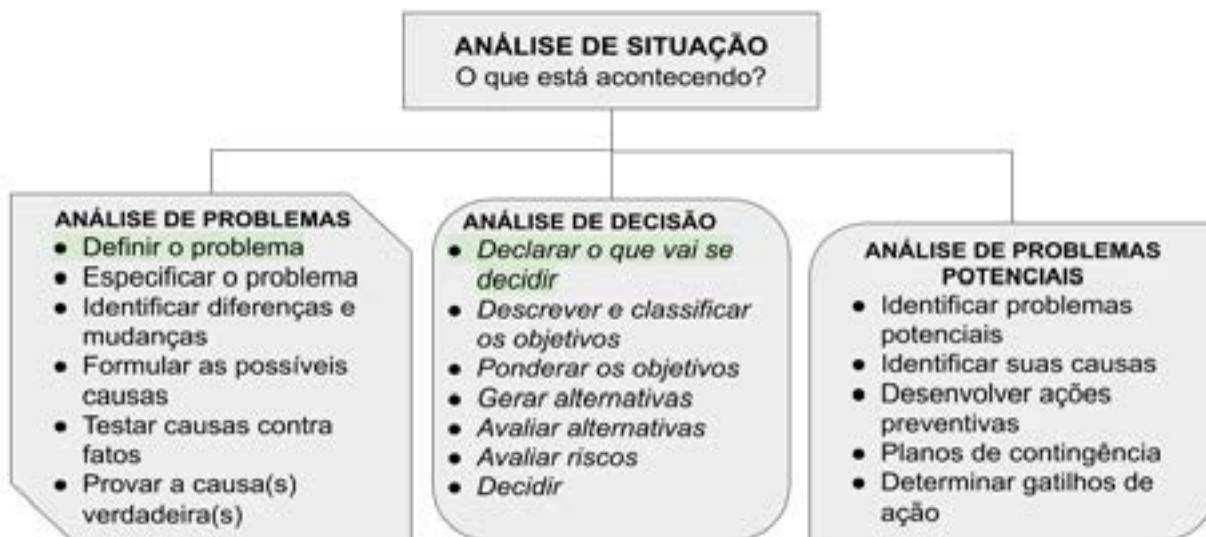 ANÁLISE DE SITUAÇÃO
O que está acontecendo?
ANÁLISE DE PROBLEMAS
● Definir o problema
● Especificar o problema
● Identificar diferenças e
mudanças
● Formular as possíveis
causas
● Testar causas contra
fatos
● Provar a causa(s)
verdadeira(s)
ANÁLISE DE DECISÃO
● Declarar o que vai se
decidir
● Descrever e classificar
os objetivos
● Ponderar os objetivos
● Gerar alternativas
● Avaliar alternativas
● Avaliar riscos
● Decidir
ANÁLISE DE PROBLEMAS
POTENCIAIS
● Identificar problemas
potenciais
● Identificar suas causas
● Desenvolver ações
preventivas
● Planos de contingência
● Determinar gatilhos de
ação